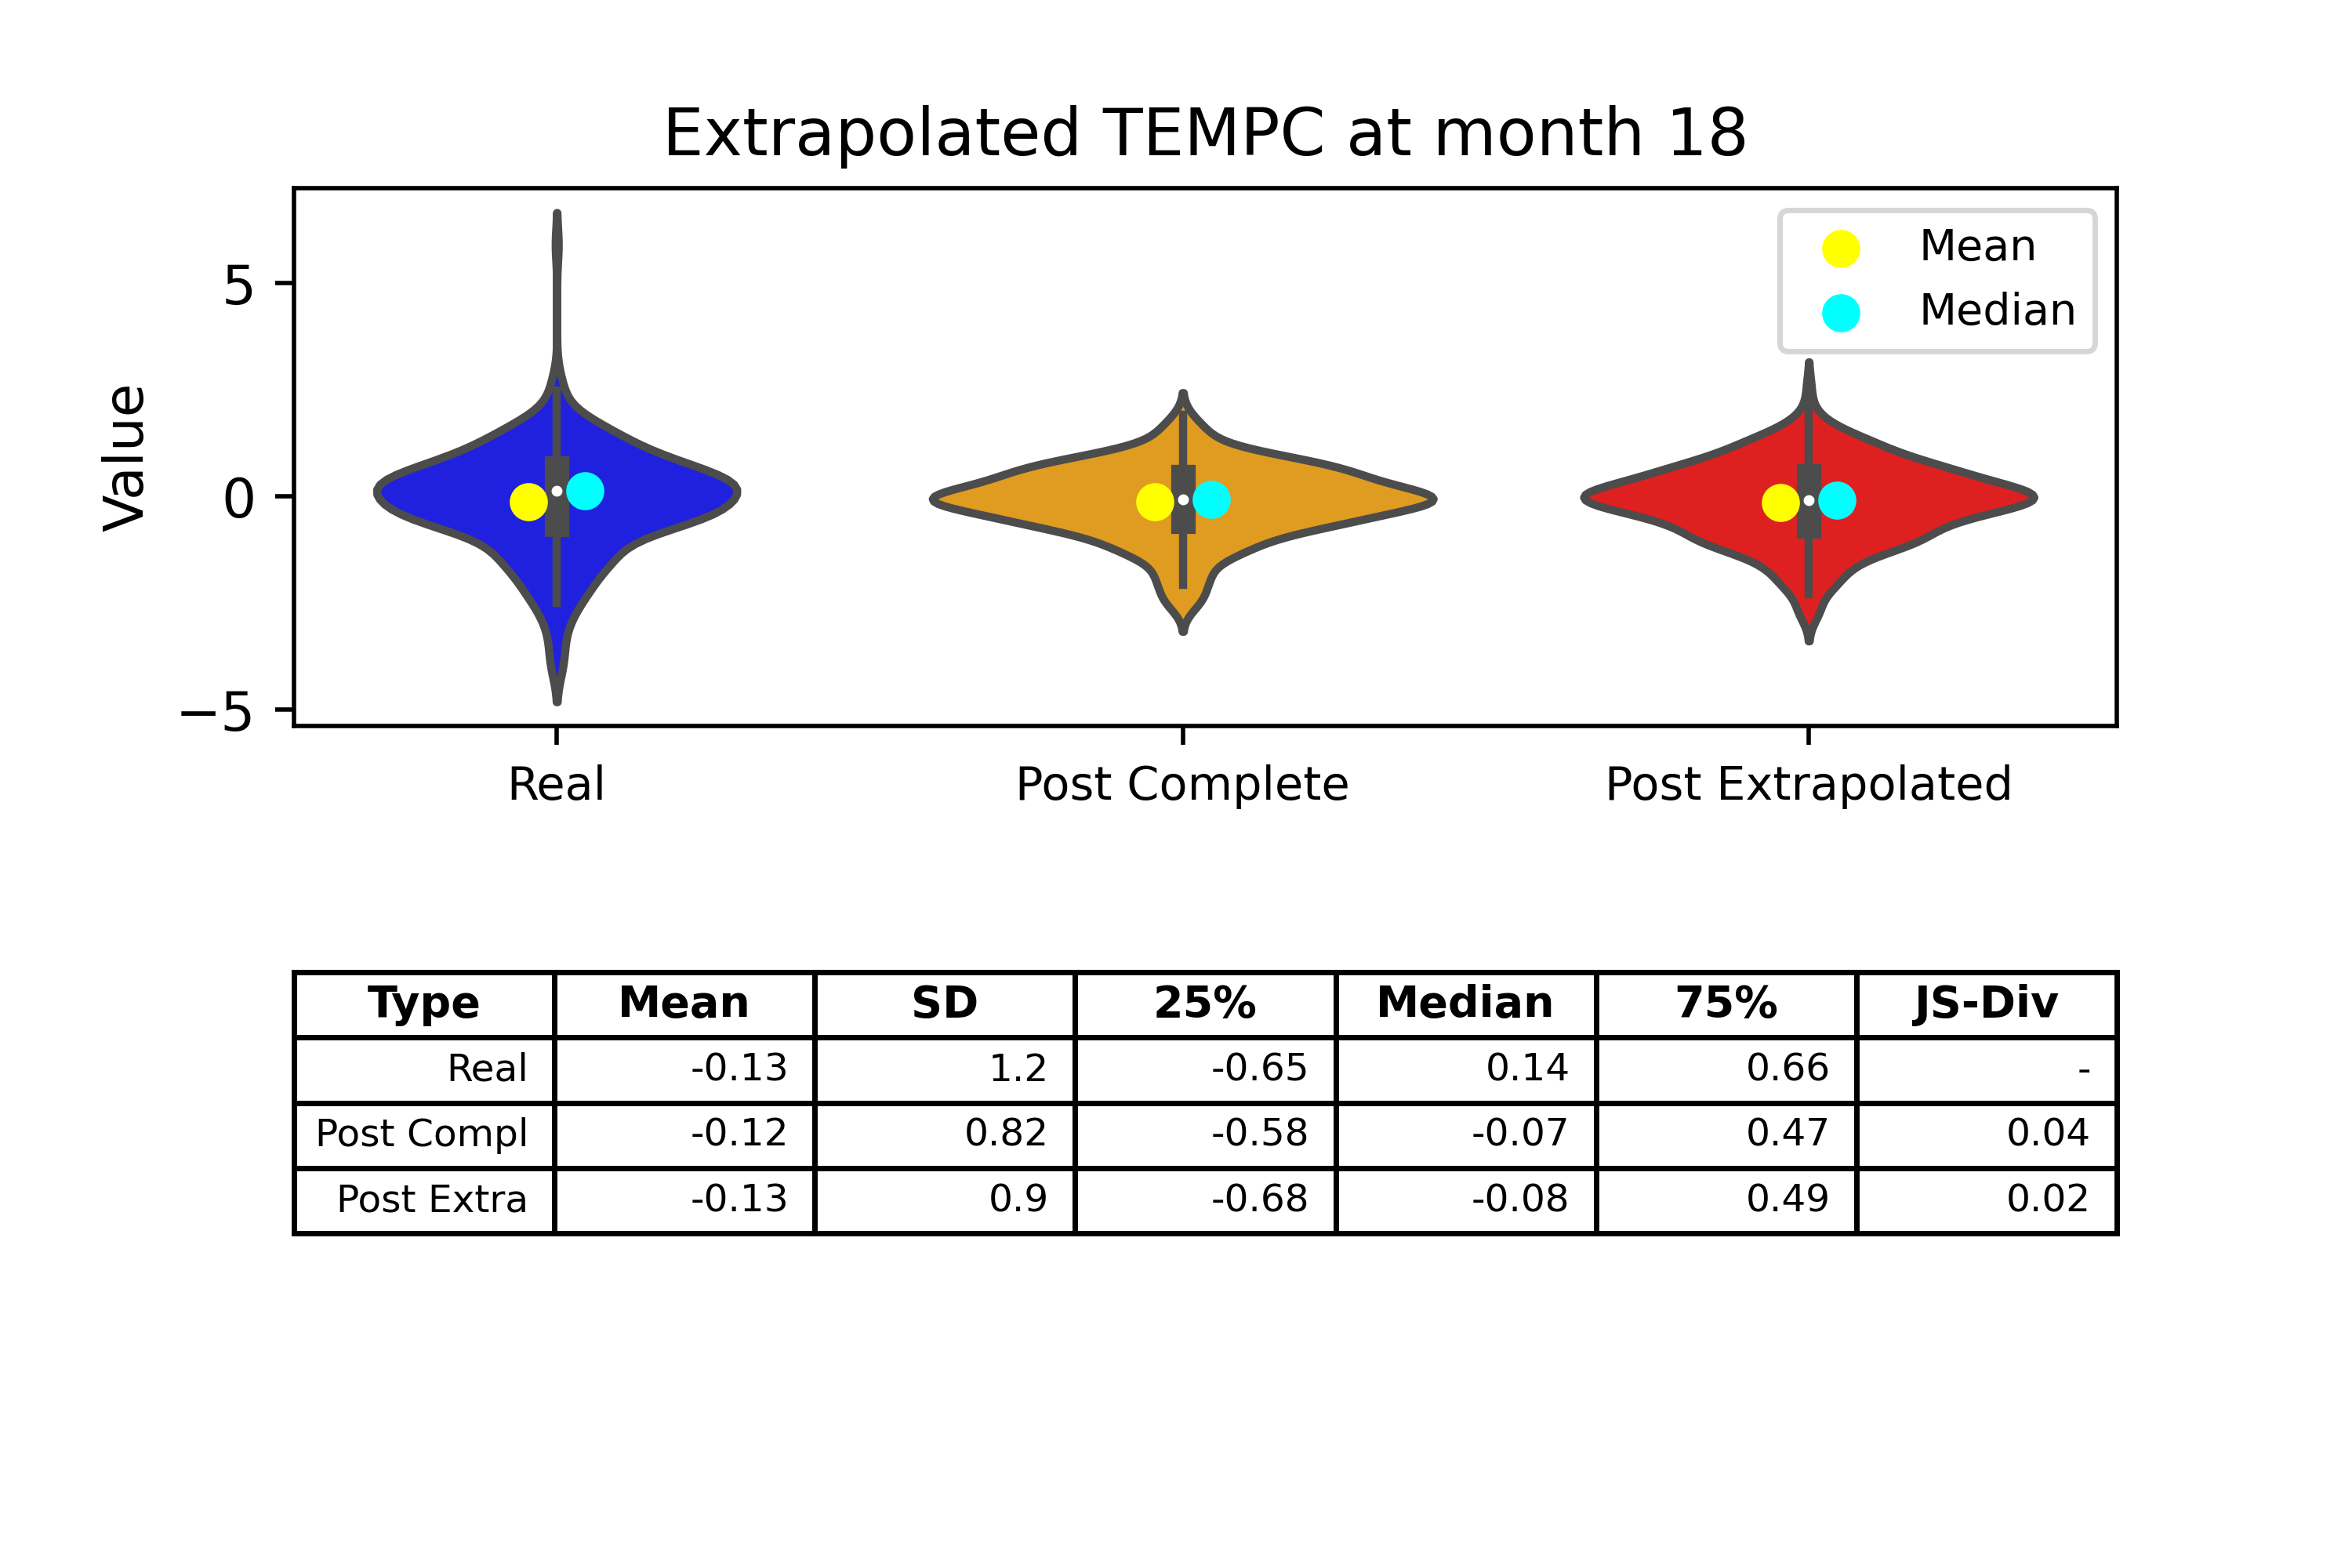 Extrapolated TEMPC at month 18
Value
5
0
−5
Mean
Median
Real Post Complete Post Extrapolated
Type Mean SD 25% Median 75% JS-Div
Real -0.13 1.2 -0.65 0.14 0.66 -
Post Compl -0.12 0.82 -0.58 -0.07 0.47 0.04
Post Extra -0.13 0.9 -0.68 -0.08 0.49 0.02